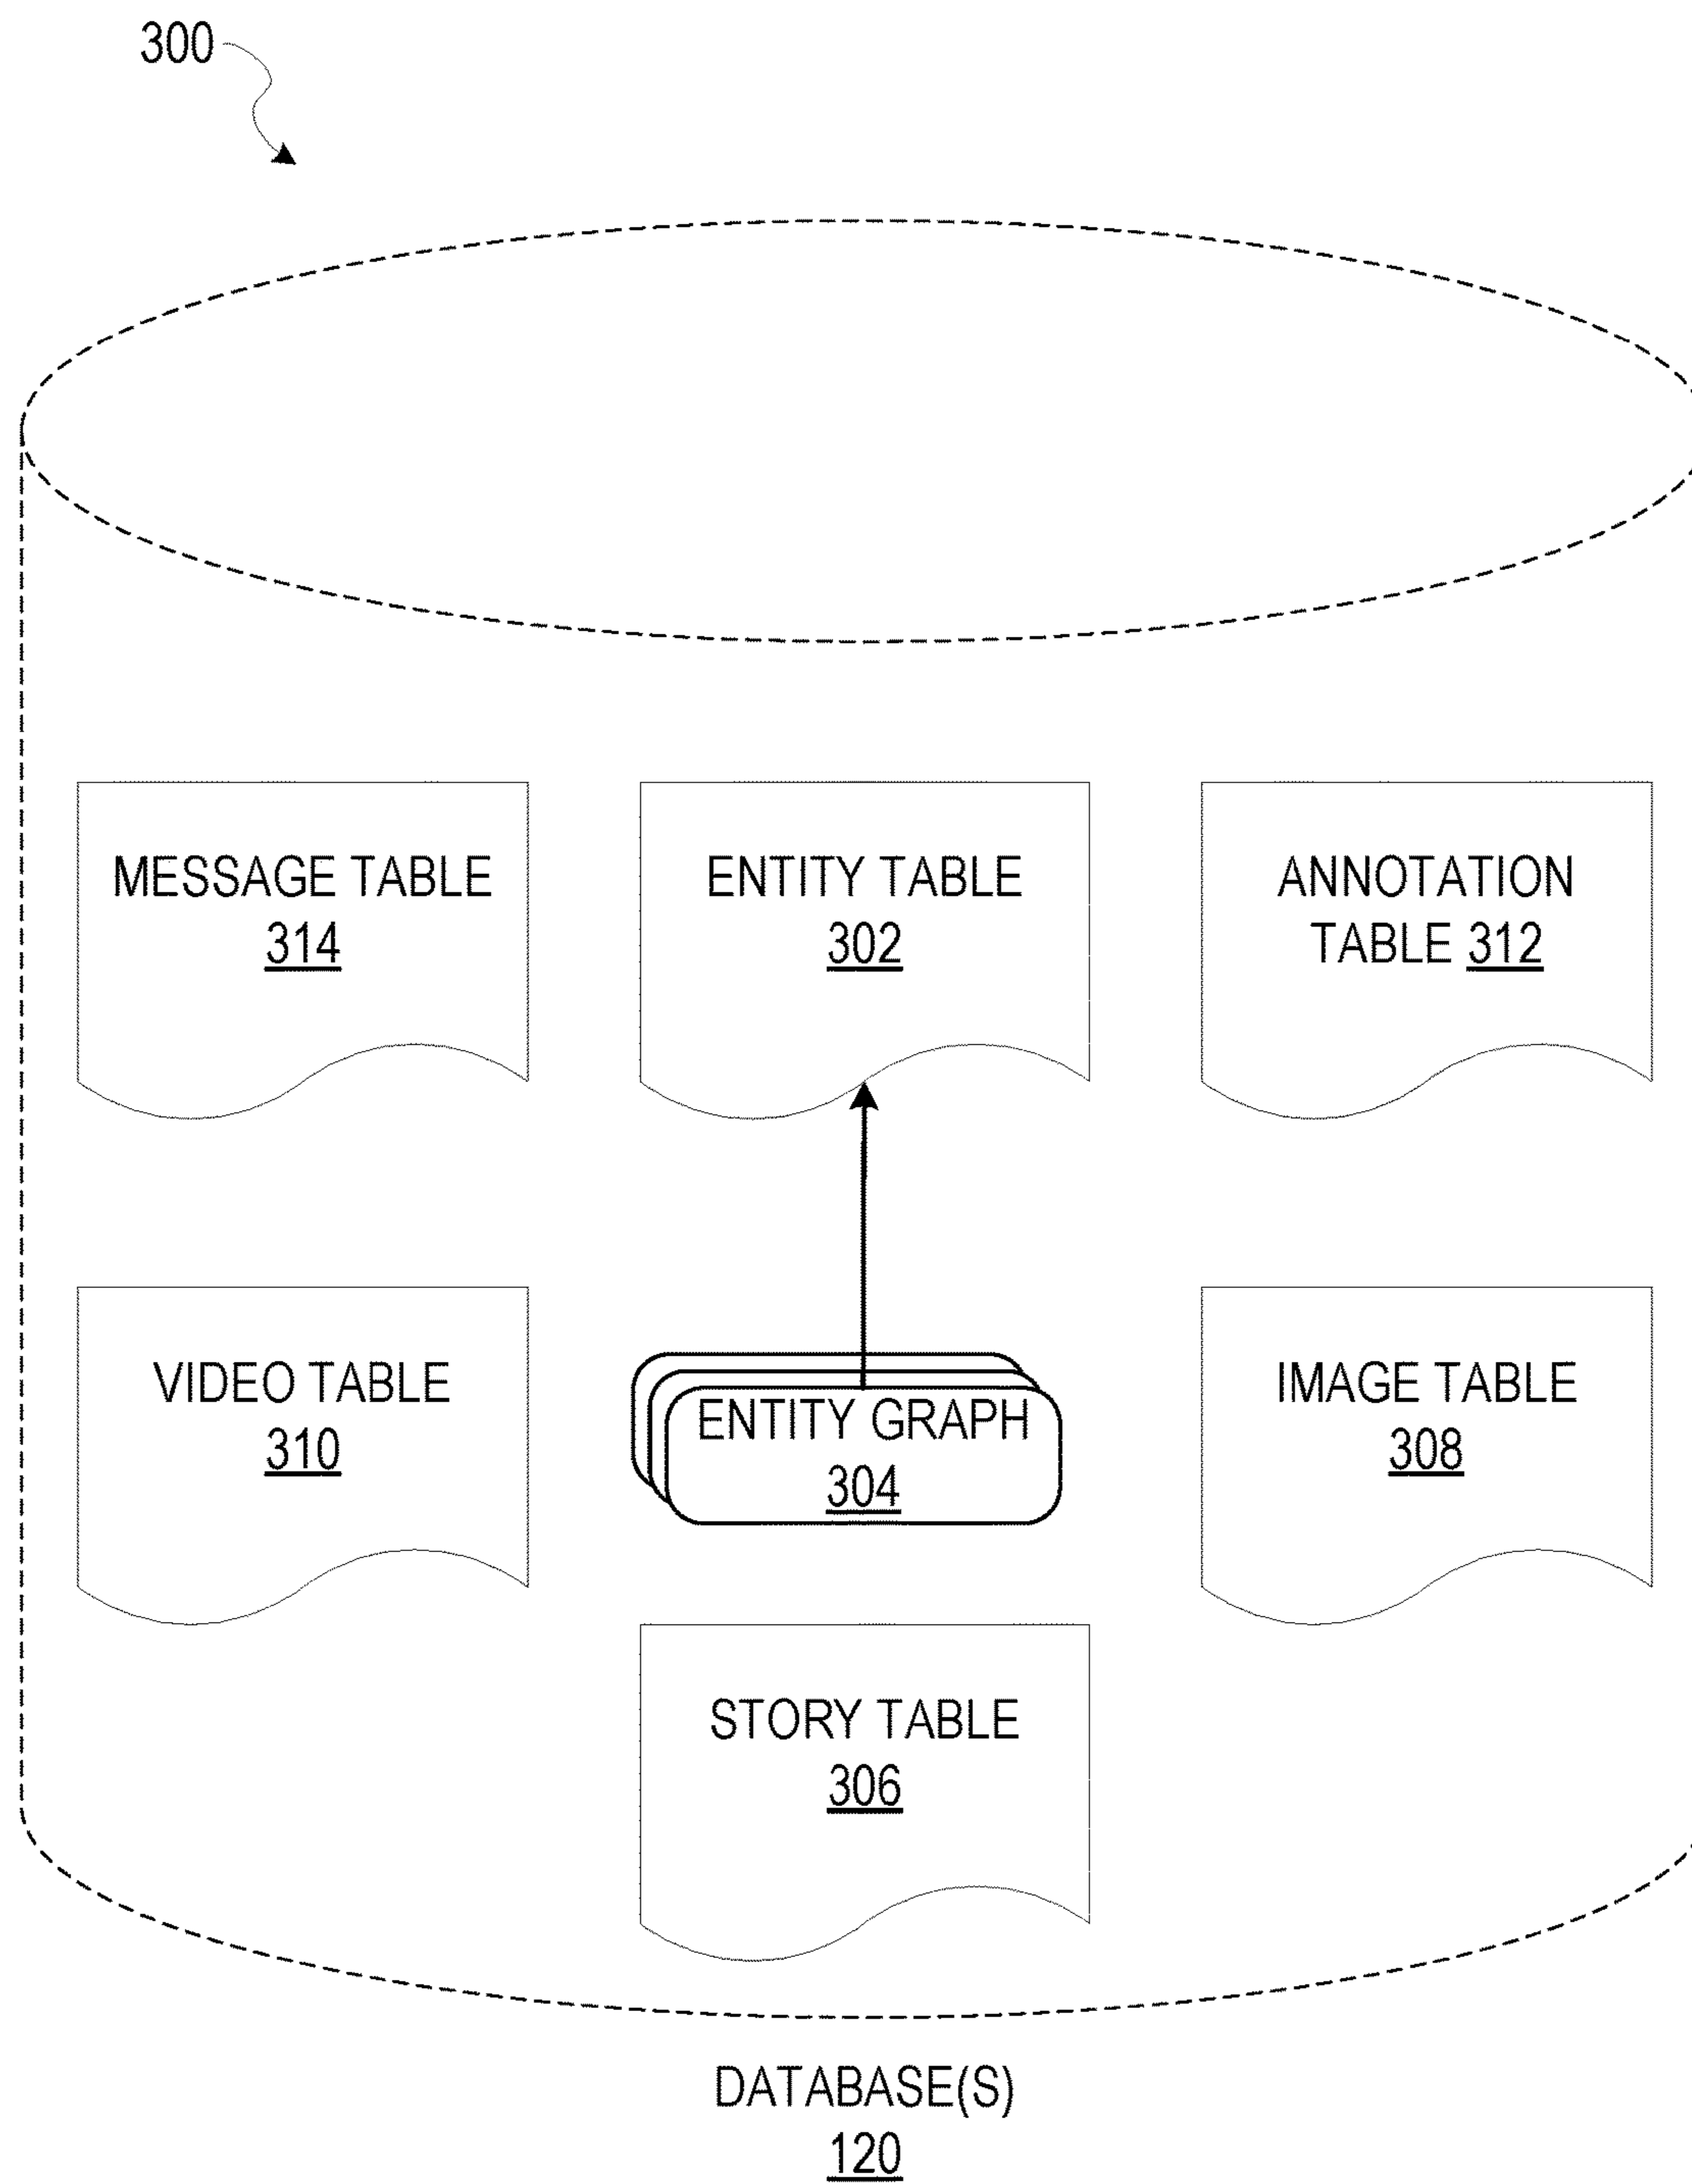 300
MESSAGE TABLE
314
ENTITY TABLE
302
ANNOTATION
TABLE 312
VIDEO TABLE
310
ENTITY GRAPH
304
IMAGE TABLE
308
STORY TABLE
306
DATABASE(S)
120